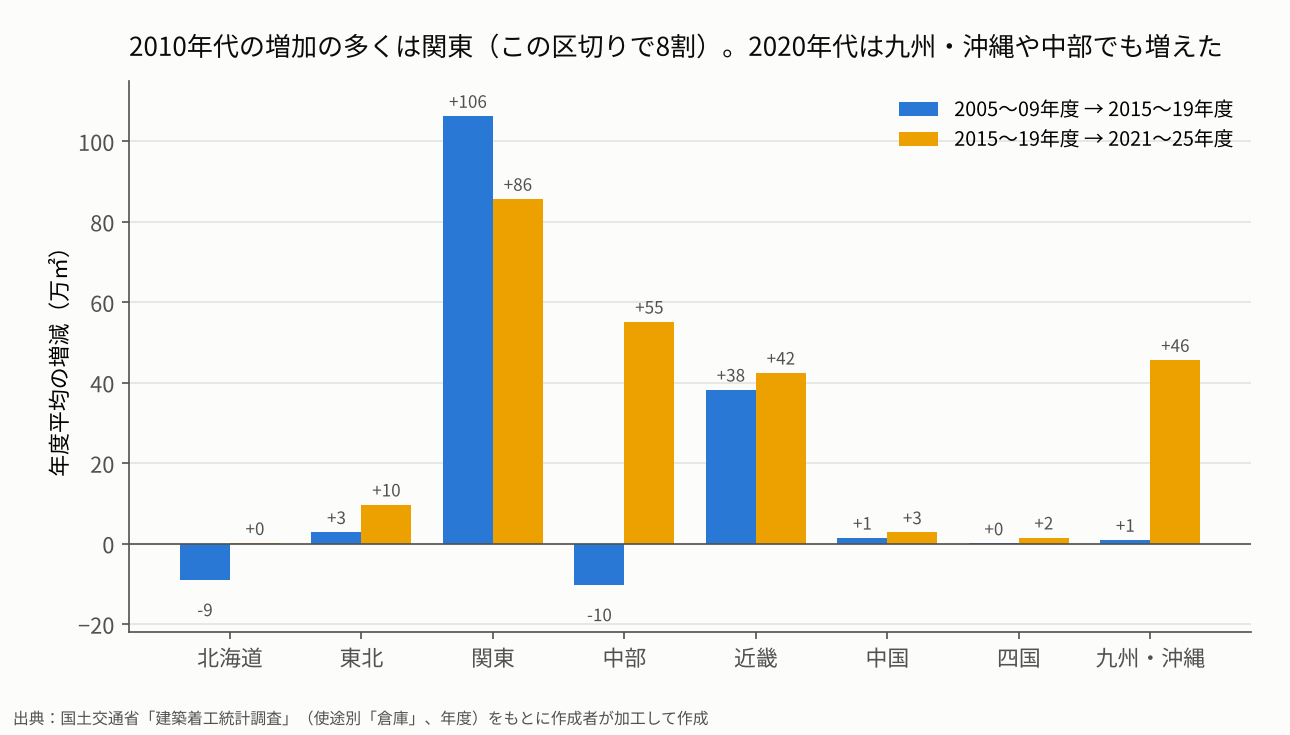 2010年代の増加の多くは関東（この区切りで8割）。2020年代は九州・沖縄や中部でも増えた
2005～09年度 → 2015～19年度
2015～19年度 → 2021～25年度
年度平均の増減（万㎡）
100
80
60
40
20
0
−20
-9
+0
+3
+10
+106
+86
-10
+55
+38
+42
+1
+3
+0
+2
+1
+46
北海道
東北
関東
中部
近畿
中国
四国
九州・沖縄
出典：国土交通省「建築着工統計調査」（使途別「倉庫」、年度）をもとに作成者が加工して作成